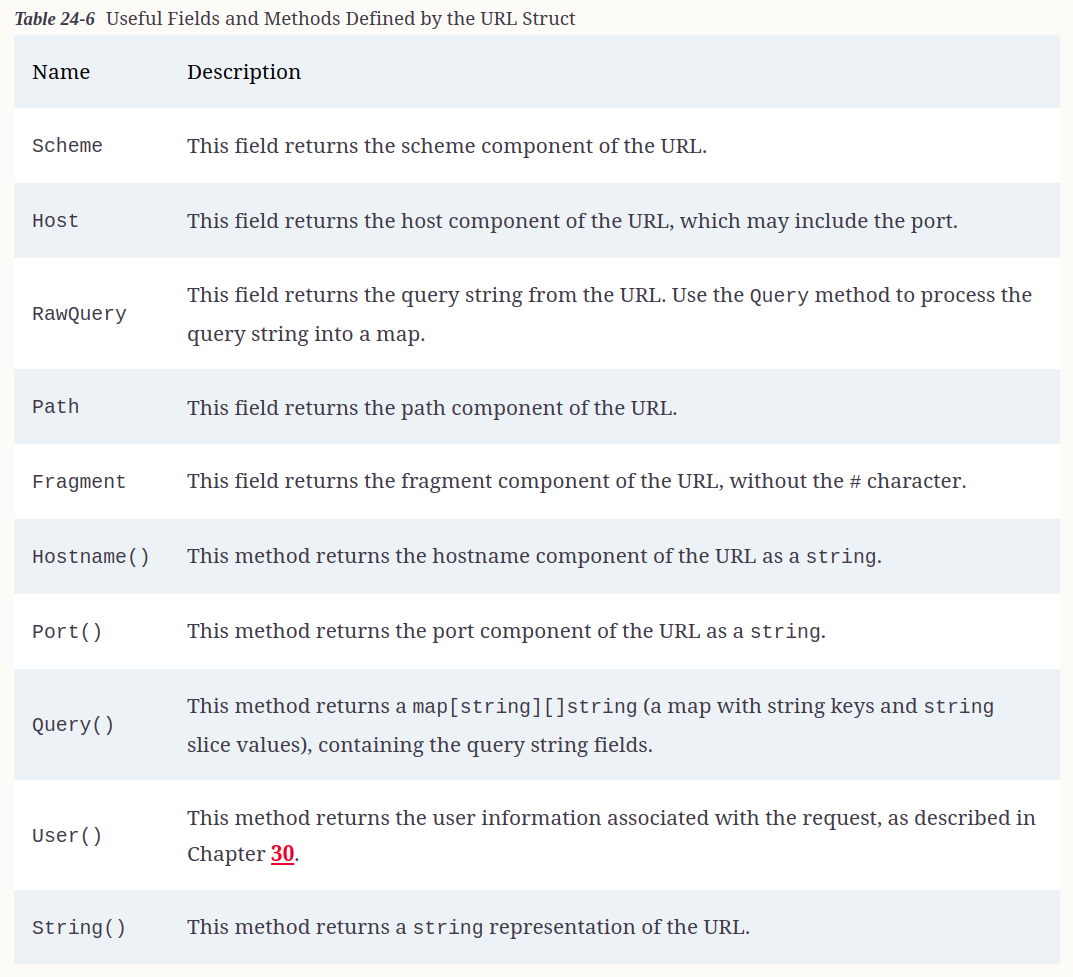 Table 24-6 Useful Fields and Methods Defined by the URL Struct
Name Description
Scheme This field returns the scheme component of the URL.
Host This field returns the host component of the URL, which may include the port.
RawQuery This field returns the query string from the URL. Use the Query method to process the
query string into a map.
Path This field returns the path component of the URL.
Fragment This field returns the fragment component of the URL, without the # character.
Hostname() This method returns the hostname component of the URL as a string.
Port() This method returns the port component of the URL as a string.
Query() This method returns a map[string][]string (a map with string keys and string
slice values), containing the query string fields.
User() This method returns the user information associated with the request, as described in
Chapter 30.
String() This method returns a string representation of the URL.